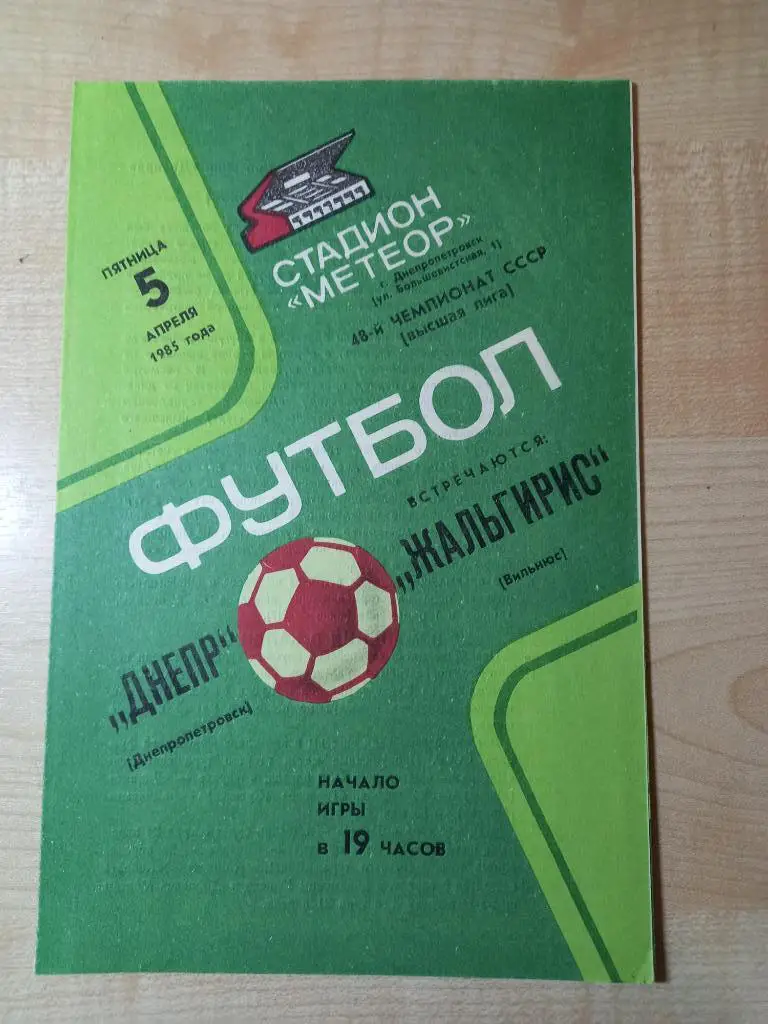 ПЯТНИЦА
5
АПРЕЛЯ
1985 года
СТАДИОН
«МЕТЕОР»
г. Днепропетровск
(ул. Большевистская, 1)
48-й ЧЕМПИОНАТ СССР
(высшая лига)
ФУТБОЛ
ВСТРЕЧАЮТСЯ:
„ЖАЛЬГИРИС“
(Вильнюс)
„ДНЕПР“
(Днепропетровск)
НАЧАЛО
ИГРЫ
в 19 ЧАСОВ